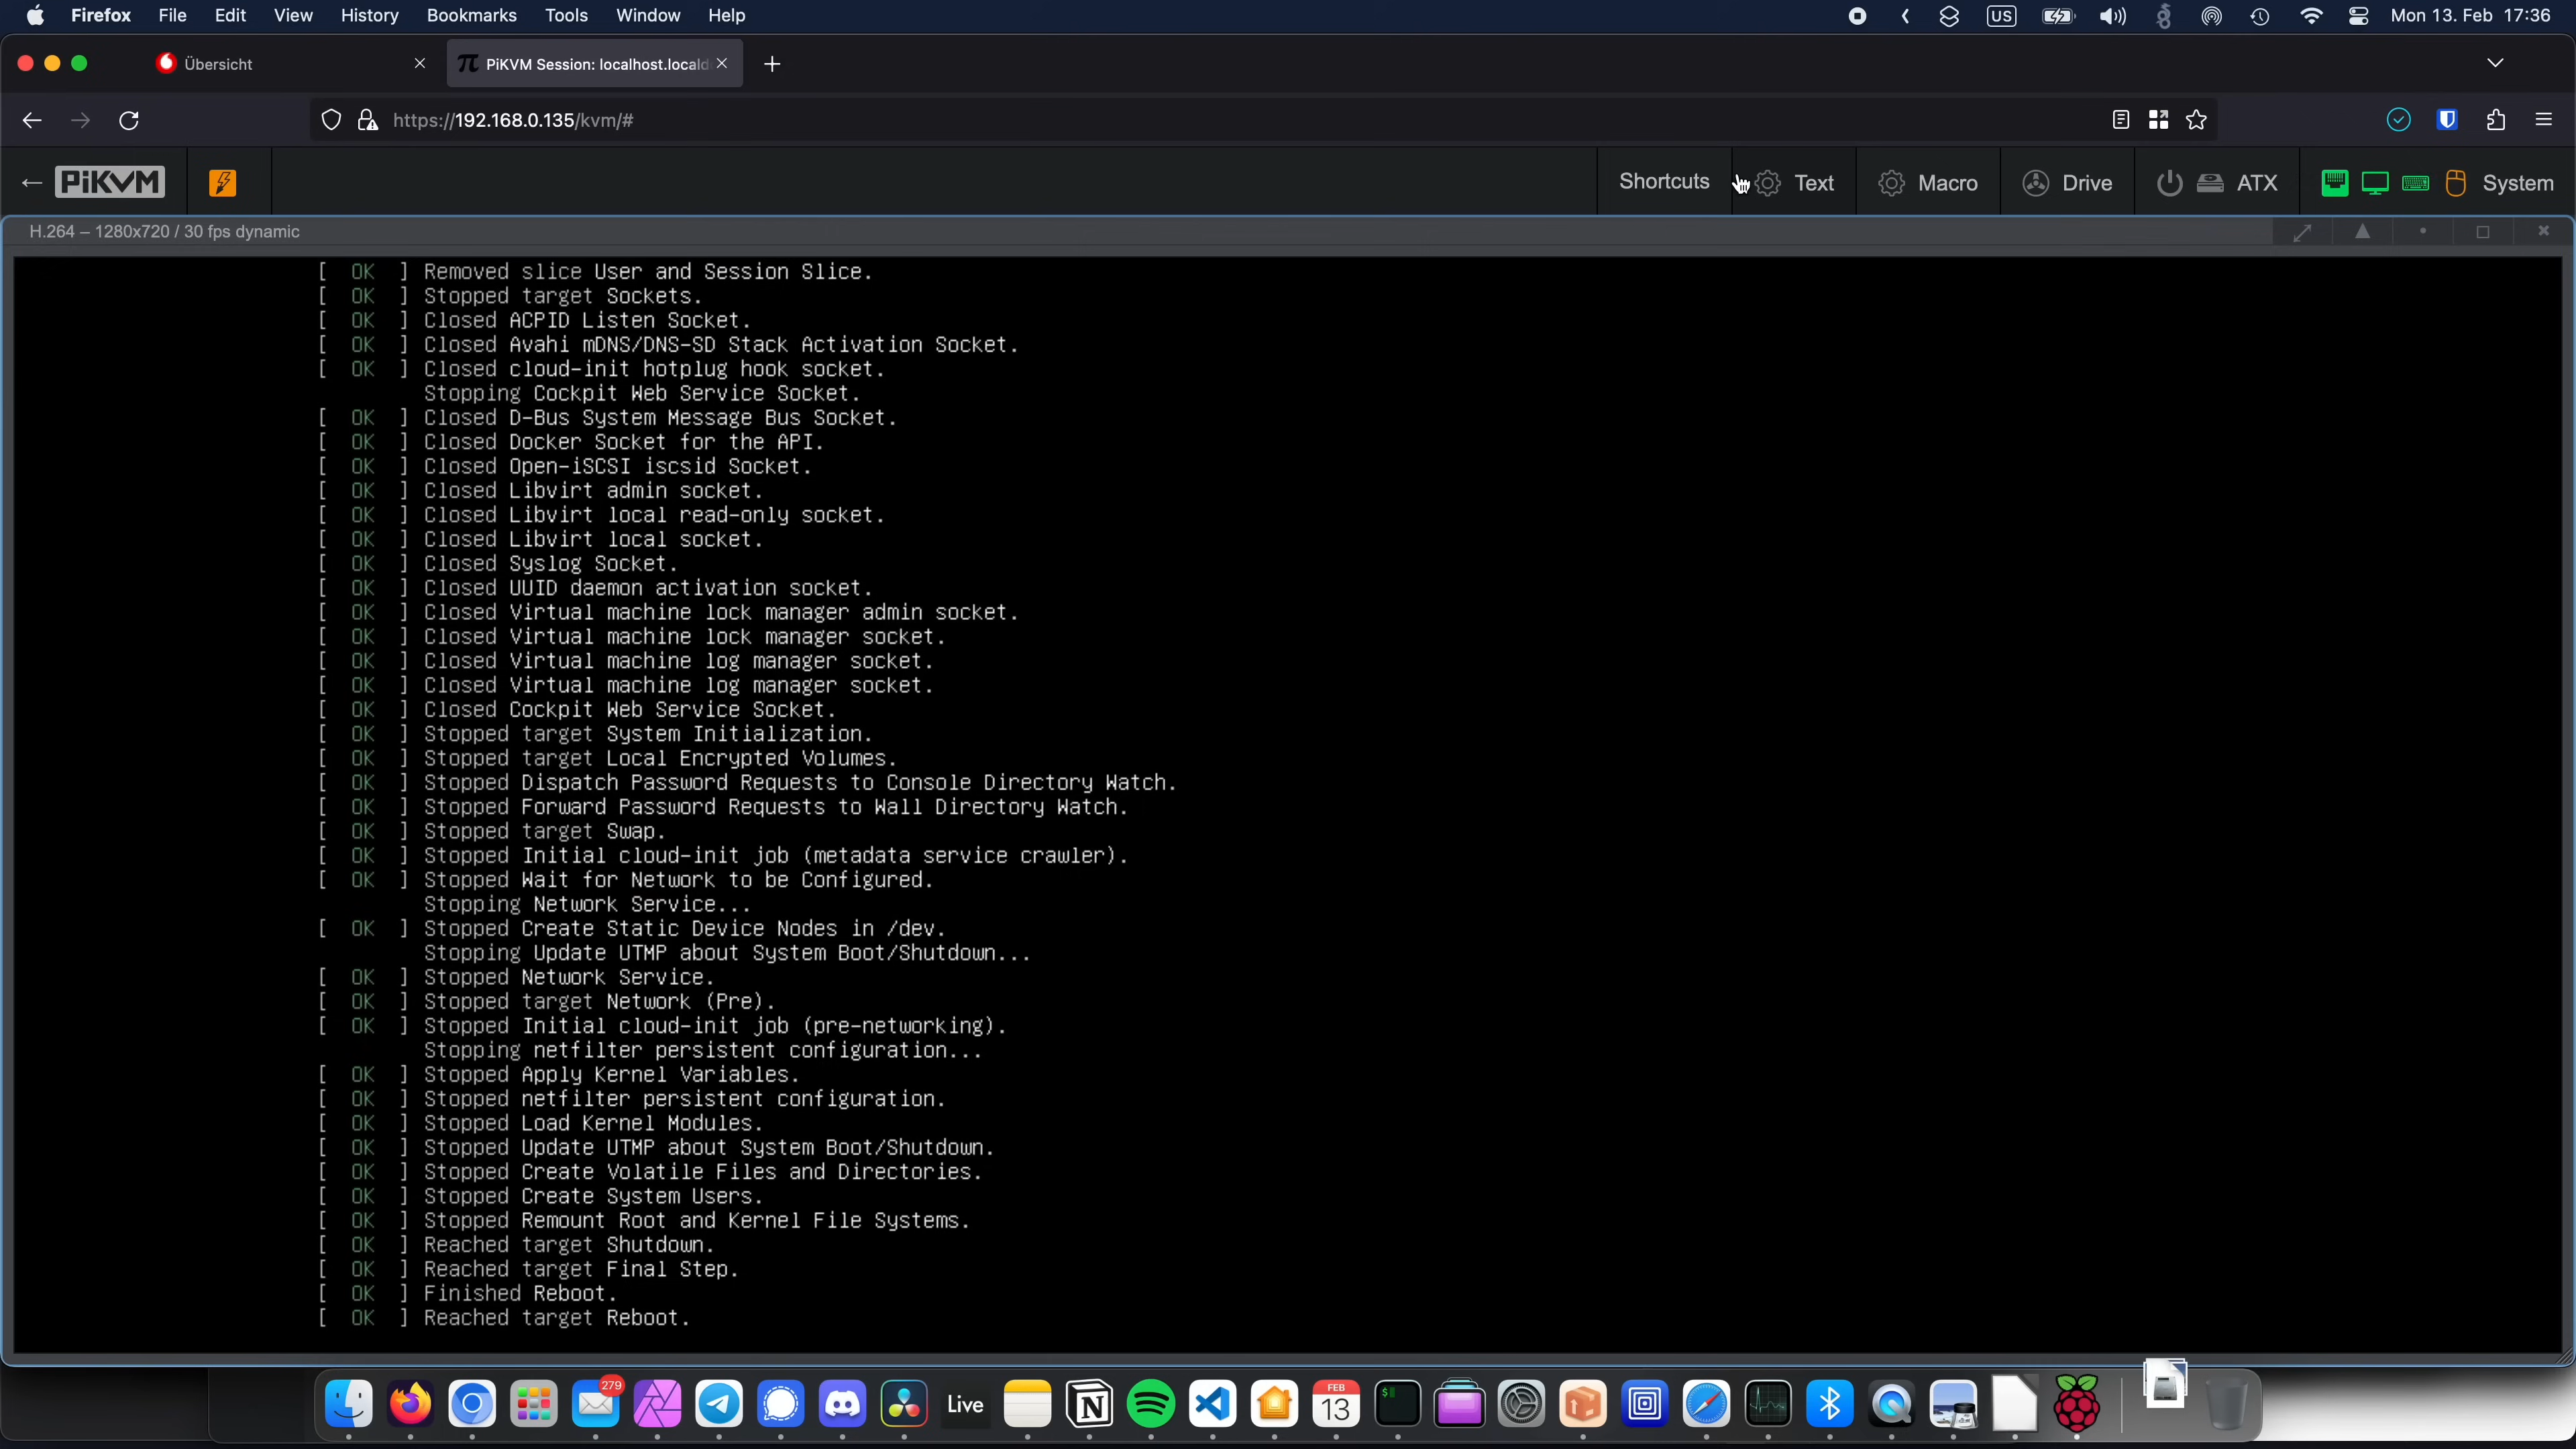 Firefox File Edit View History Bookmarks Tools Window Help US Mon 13. Feb 17:36
Übersicht PiKVM Session: localhost.locald
https://192.168.0.135/kvm/#
← PiKVM Shortcuts Text Macro Drive ATX System
H.264 – 1280x720 / 30 fps dynamic
[ OK ] Removed slice User and Session Slice.
[ OK ] Stopped target Sockets.
[ OK ] Closed ACPID Listen Socket.
[ OK ] Closed Avahi mDNS/DNS-SD Stack Activation Socket.
[ OK ] Closed cloud-init hotplug hook socket.
Stopping Cockpit Web Service Socket.
[ OK ] Closed D-Bus System Message Bus Socket.
[ OK ] Closed Docker Socket for the API.
[ OK ] Closed Open-iSCSI iscsid Socket.
[ OK ] Closed Libvirt admin socket.
[ OK ] Closed Libvirt local read-only socket.
[ OK ] Closed Libvirt local socket.
[ OK ] Closed Syslog Socket.
[ OK ] Closed UUID daemon activation socket.
[ OK ] Closed Virtual machine lock manager admin socket.
[ OK ] Closed Virtual machine lock manager socket.
[ OK ] Closed Virtual machine log manager socket.
[ OK ] Closed Virtual machine log manager socket.
[ OK ] Closed Cockpit Web Service Socket.
[ OK ] Stopped target System Initialization.
[ OK ] Stopped target Local Encrypted Volumes.
[ OK ] Stopped Dispatch Password Requests to Console Directory Watch.
[ OK ] Stopped Forward Password Requests to Wall Directory Watch.
[ OK ] Stopped target Swap.
[ OK ] Stopped Initial cloud-init job (metadata service crawler).
[ OK ] Stopped Wait for Network to be Configured.
Stopping Network Service...
[ OK ] Stopped Create Static Device Nodes in /dev.
Stopping Update UTMP about System Boot/Shutdown...
[ OK ] Stopped Network Service.
[ OK ] Stopped target Network (Pre).
[ OK ] Stopped Initial cloud-init job (pre-networking).
Stopping netfilter persistent configuration...
[ OK ] Stopped Apply Kernel Variables.
[ OK ] Stopped netfilter persistent configuration.
[ OK ] Stopped Load Kernel Modules.
[ OK ] Stopped Update UTMP about System Boot/Shutdown.
[ OK ] Stopped Create Volatile Files and Directories.
[ OK ] Stopped Create System Users.
[ OK ] Stopped Remount Root and Kernel File Systems.
[ OK ] Reached target Shutdown.
[ OK ] Reached target Final Step.
[ OK ] Finished Reboot.
[ OK ] Reached target Reboot.
279 Live FEB 13